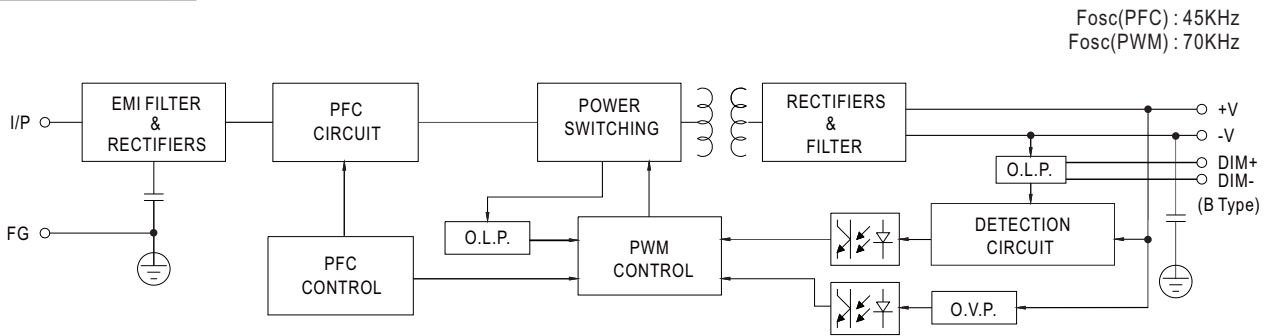 Fosc(PFC) : 45KHz
Fosc(PWM) : 70KHz
I/P
EMI FILTER
&
RECTIFIERS
PFC
CIRCUIT
POWER
SWITCHING
RECTIFIERS
&
FILTER
+V
-V
O.L.P.
DIM+
DIM-
(B Type)
FG
O.L.P.
PFC
CONTROL
PWM
CONTROL
DETECTION
CIRCUIT
O.V.P.